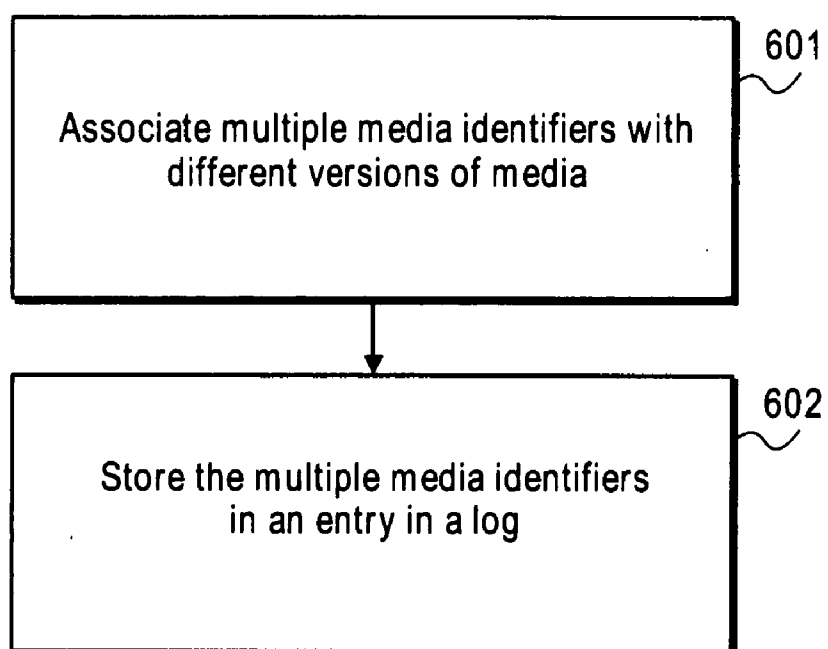 601
Associate multiple media identifiers with
different versions of media
602
Store the multiple media identifiers
in an entry in a log